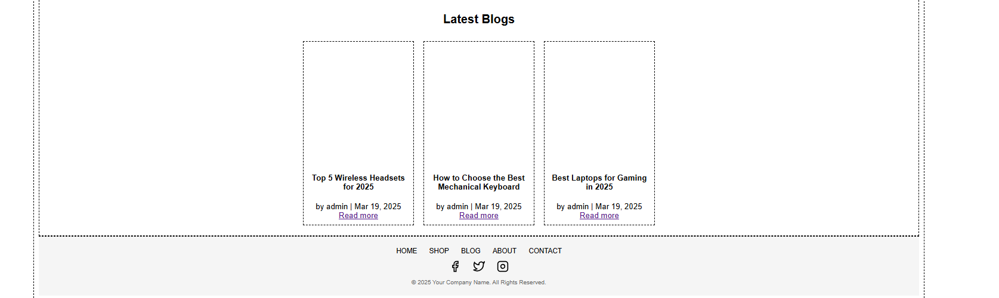 Latest Blogs
Top 5 Wireless Headsets
for 2025
by admin | Mar 19, 2025
Read more
How to Choose the Best
Mechanical Keyboard
by admin | Mar 19, 2025
Read more
Best Laptops for Gaming
in 2025
by admin | Mar 19, 2025
Read more
HOME SHOP BLOG ABOUT CONTACT
© 2025 Your Company Name. All Rights Reserved.